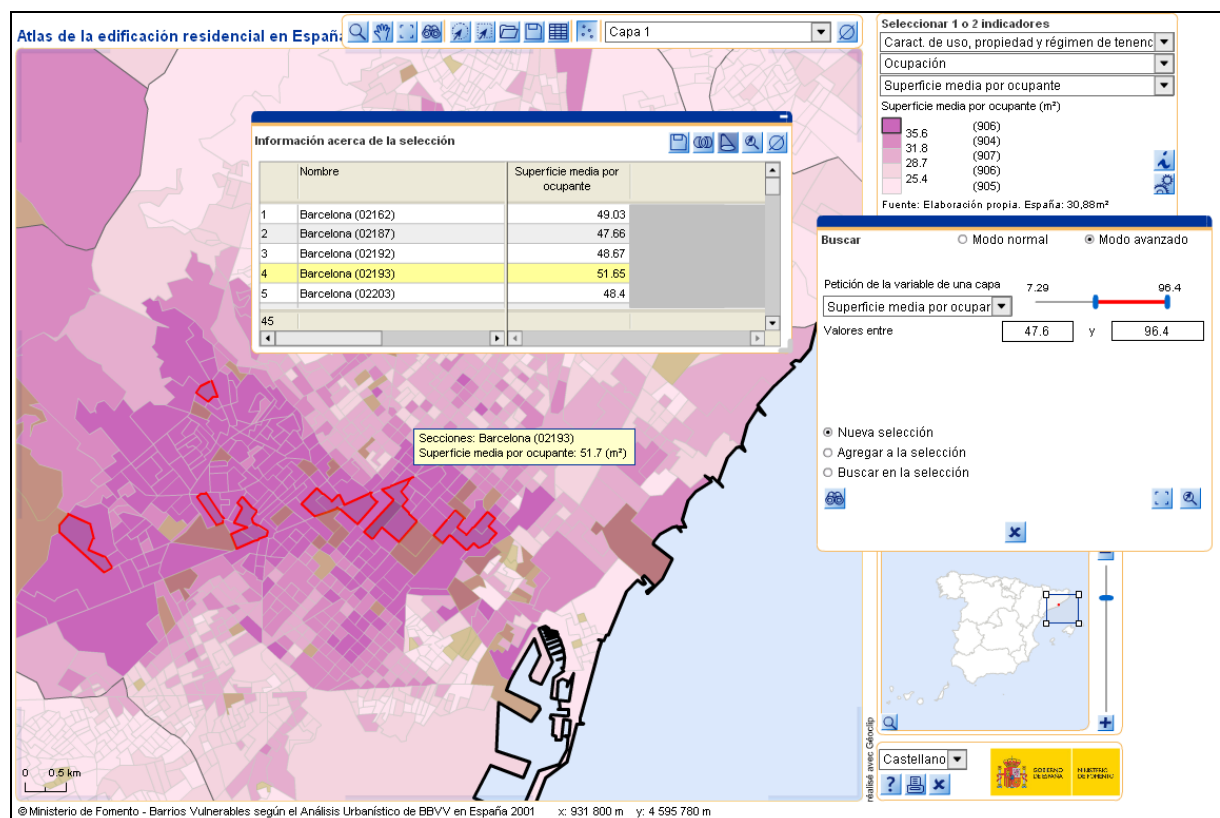 Atlas de la edificación residencial en España
Capa 1
Seleccionar 1 o 2 indicadores
Caract. de uso, propiedad y régimen de tenenc
Ocupación
Superficie media por ocupante
Superficie media por ocupante (m²)
(906)
35.6
(904)
31.8
(907)
28.7
(906)
25.4
(905)
Fuente: Elaboración propia. España: 30,88m²
Información acerca de la selección
Nombre Superficie media por ocupante
1 Barcelona (02162) 49.03
2 Barcelona (02187) 47.66
3 Barcelona (02192) 48.67
4 Barcelona (02193) 51.65
5 Barcelona (02203) 48.4
45
Buscar Modo normal Modo avanzado
Petición de la variable de una capa 7.29 96.4
Superficie media por ocupar
Valores entre 47.6 y 96.4
Nueva selección
Agregar a la selección
Buscar en la selección
Secciones: Barcelona (02193)
Superficie media por ocupante: 51.7 (m²)
réalisé avec Géoclip
Castellano
GOBIERNO DE ESPAÑA
MINISTERIO DE FOMENTO
0 0.5 km
© Ministerio de Fomento - Barrios Vulnerables según el Análisis Urbanístico de BBVV en España 2001 x: 931 800 m y: 4 595 780 m